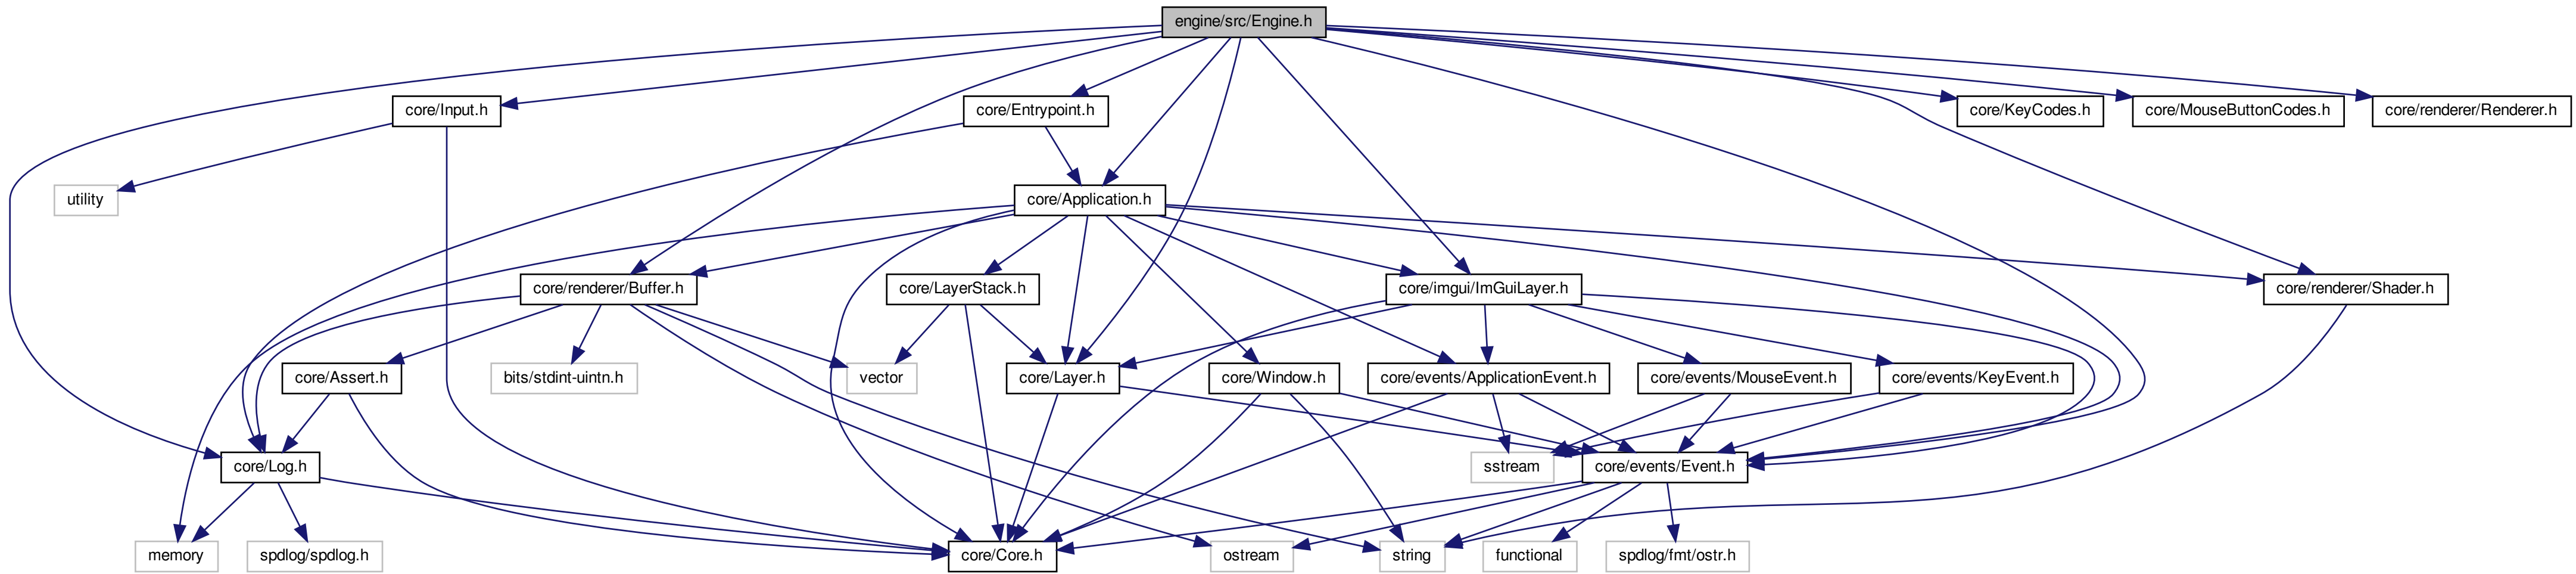 engine/src/Engine.h
core/Input.h
core/Entrypoint.h
core/KeyCodes.h
core/MouseButtonCodes.h
core/renderer/Renderer.h
utility
core/Application.h
core/renderer/Buffer.h
core/LayerStack.h
core/imgui/ImGuiLayer.h
core/renderer/Shader.h
core/Assert.h
bits/stdint-uintn.h
vector
core/Layer.h
core/Window.h
core/events/ApplicationEvent.h
core/events/MouseEvent.h
core/events/KeyEvent.h
core/Log.h
sstream
core/events/Event.h
memory
spdlog/spdlog.h
core/Core.h
ostream
string
functional
spdlog/fmt/ostr.h